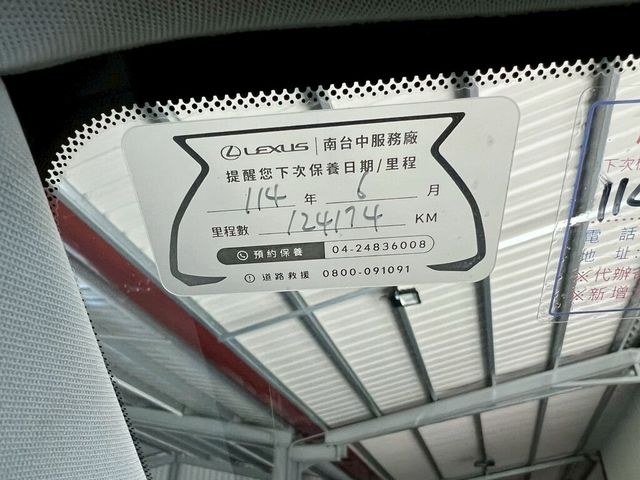 LEXUS 南台中服務廠
提醒您下次保養日期/里程
114 年 6 月
里程數 124174 KM
預約保養 04-24836008
道路救援 0800-091091
下次
114
電話
地址:
※代辦
※新增